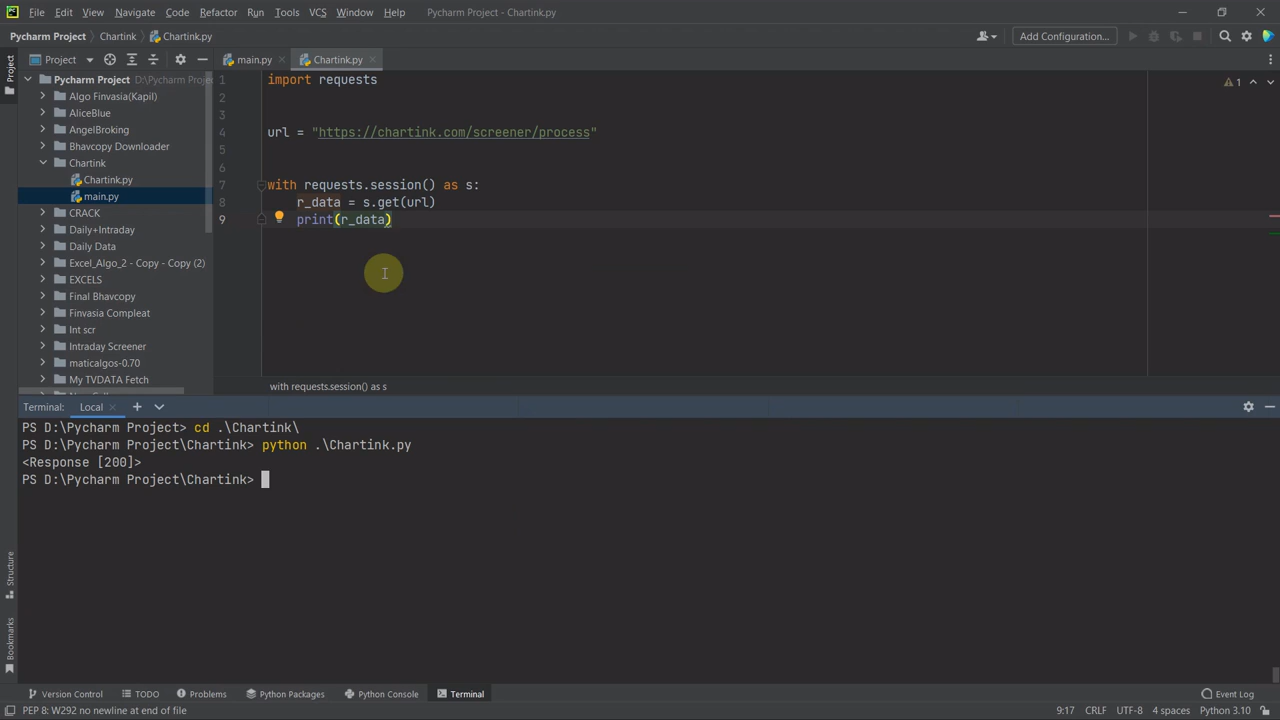 File Edit View Navigate Code Refactor Run Tools VCS Window Help Pycharm Project - Chartink.py
Pycharm Project Chartink Chartink.py Add Configuration...
Project Project main.py Chartink.py
Pycharm Project D:\Pycharm
Algo Finvasia(Kapil)
AliceBlue
AngelBroking
Bhavcopy Downloader
Chartink
Chartink.py
main.py
CRACK
Daily+Intraday
Daily Data
Excel_Algo_2 - Copy - Copy (2)
EXCELS
Final Bhavcopy
Finvasia Compleat
Int scr
Intraday Screener
maticalgos-0.70
My TVDATA Fetch
1 import requests
2
3
4 url = "https://chartink.com/screener/process"
5
6
7 with requests.session() as s:
8 r_data = s.get(url)
9 print(r_data)
1
with requests.session() as s
Terminal: Local
PS D:\Pycharm Project> cd .\Chartink\
PS D:\Pycharm Project\Chartink> python .\Chartink.py
<Response [200]>
PS D:\Pycharm Project\Chartink>
Structure
Bookmarks
Version Control TODO Problems Python Packages Python Console Terminal Event Log
PEP 8: W292 no newline at end of file 9:17 CRLF UTF-8 4 spaces Python 3.10